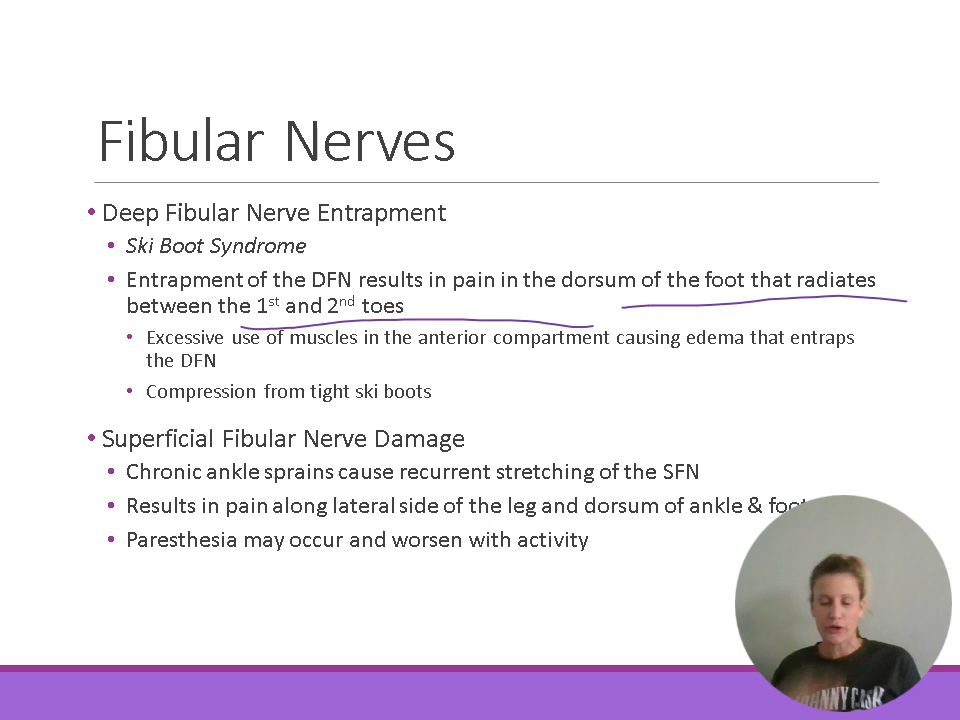 Fibular Nerves
• Deep Fibular Nerve Entrapment
• Ski Boot Syndrome
• Entrapment of the DFN results in pain in the dorsum of the foot that radiates
between the 1st and 2nd toes
• Excessive use of muscles in the anterior compartment causing edema that entraps
the DFN
• Compression from tight ski boots
• Superficial Fibular Nerve Damage
• Chronic ankle sprains cause recurrent stretching of the SFN
• Results in pain along lateral side of the leg and dorsum of ankle & foot
• Paresthesia may occur and worsen with activity
CASH